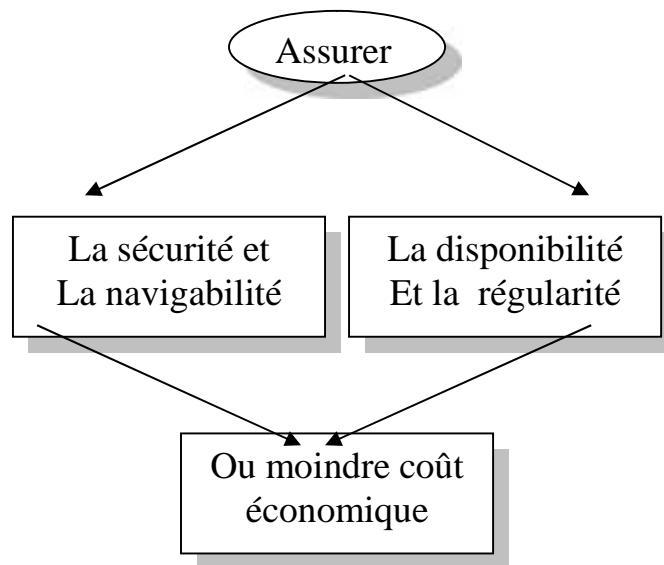 Assurer
La sécurité et
La navigabilité
La disponibilité
Et la régularité
Ou moindre coût
économique